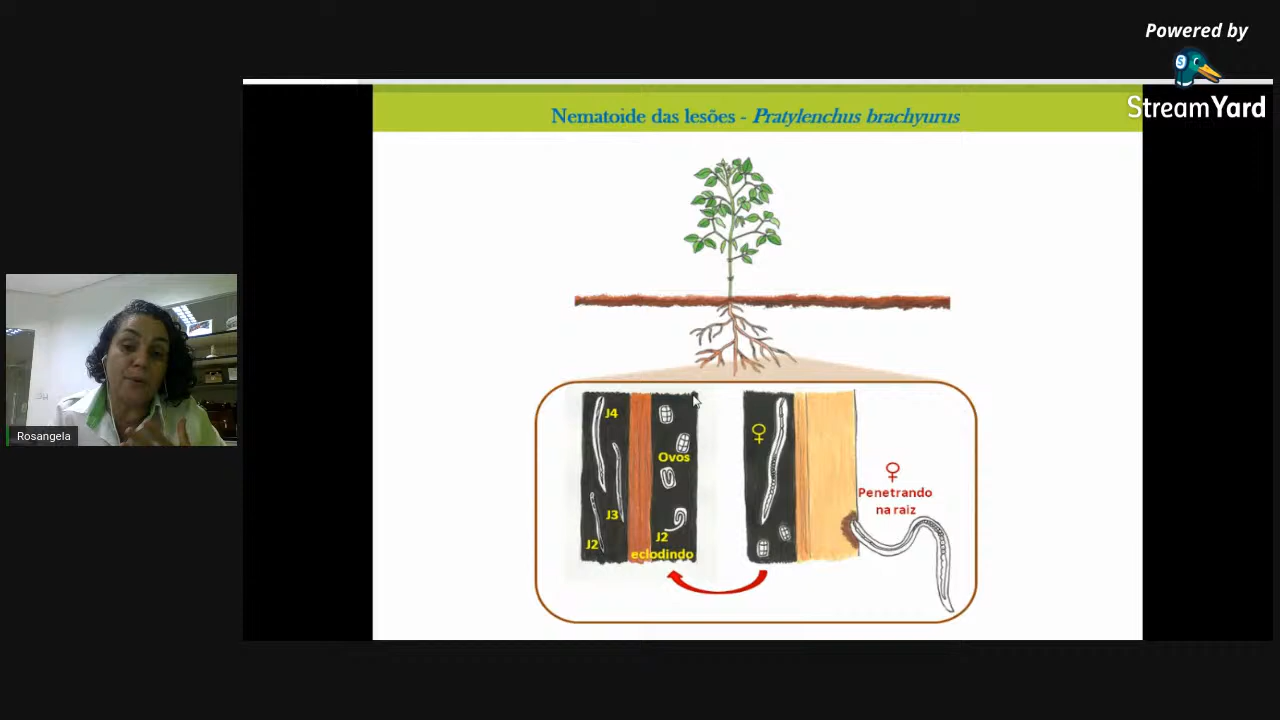 Powered by
StreamYard
Nematoide das lesões - Pratylenchus brachyurus
J4
Ovos
J3
J2
J2
eclodindo
♀
♀
Penetrando
na raiz
Rosangela